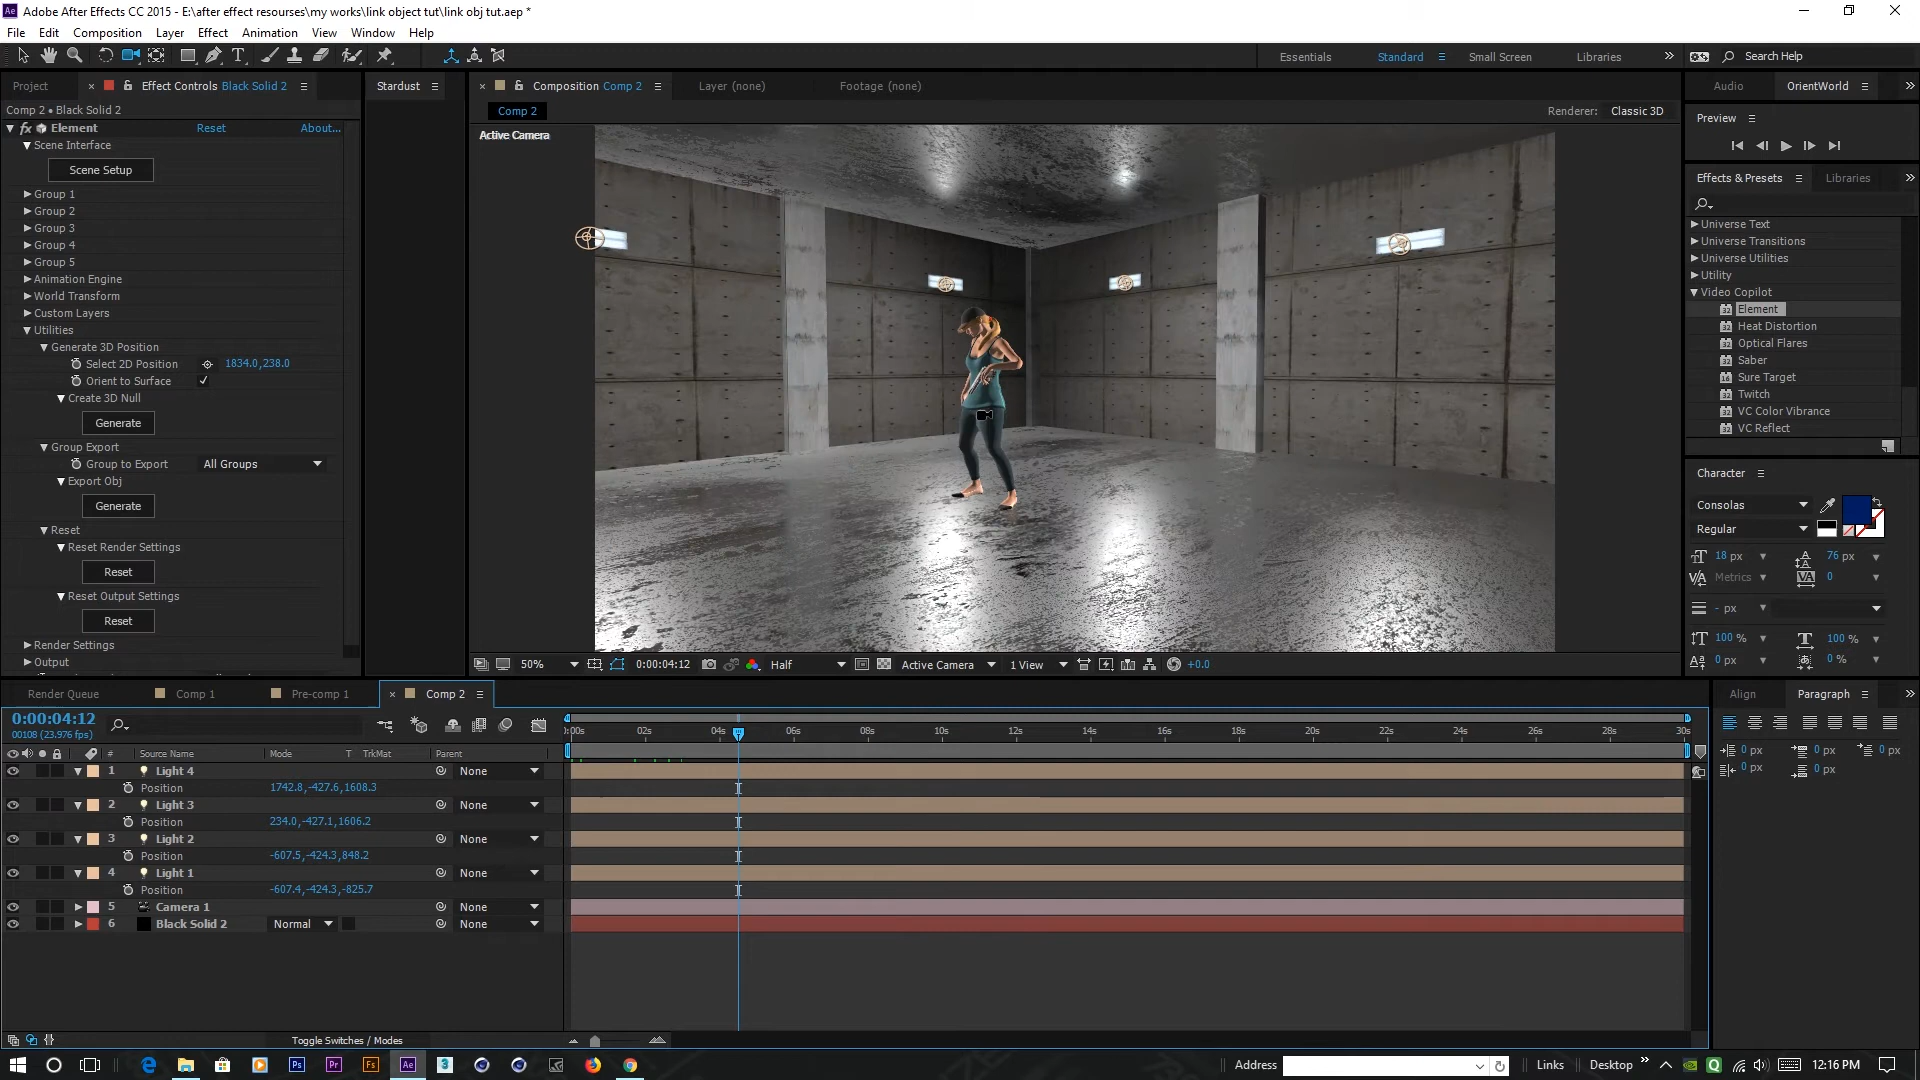 Adobe After Effects CC 2015 - E:\after effect resourses\my works\link object tut\link obj tut.aep *
File Edit Composition Layer Effect Animation View Window Help
Essentials Standard Small Screen Libraries Search Help
Project Effect Controls Black Solid 2 Stardust Composition Comp 2 Layer (none) Footage (none) Audio OrientWorld
Comp 2 • Black Solid 2
Comp 2
Renderer: Classic 3D
Active Camera
Element Reset About...
Scene Interface
Scene Setup
Group 1
Group 2
Group 3
Group 4
Group 5
Animation Engine
World Transform
Custom Layers
Utilities
Generate 3D Position
Select 2D Position 1834.0,238.0
Orient to Surface
Create 3D Null
Generate
Group Export
Group to Export All Groups
Export Obj
Generate
Reset
Reset Render Settings
Reset
Reset Output Settings
Reset
Render Settings
Output
50% 0:00:04:12 Half Active Camera 1 View +0.0
Preview
Effects & Presets Libraries
Universe Text
Universe Transitions
Universe Utilities
Utility
Video Copilot
Element
Heat Distortion
Optical Flares
Saber
Sure Target
Twitch
VC Color Vibrance
VC Reflect
Character
Consolas
Regular
18 px 76 px
Metrics 0
- px
100 % 100 %
0 px 0 %
Align Paragraph
0 px 0 px 0 px
0 px 0 px
Render Queue Comp 1 Pre-comp 1 Comp 2
0:00:04:12
00108 (23.976 fps)
# Source Name Mode T TrkMat Parent
:00s 02s 04s 06s 08s 10s 12s 14s 16s 18s 20s 22s 24s 26s 28s 30s
1 Light 4 None
Position 1742.8,-427.6,1608.3
2 Light 3 None
Position 234.0,-427.1,1606.2
3 Light 2 None
Position -607.5,-424.3,848.2
4 Light 1 None
Position -607.4,-424.3,-825.7
5 Camera 1 None
6 Black Solid 2 Normal None
Toggle Switches / Modes
Address Links Desktop 12:16 PM